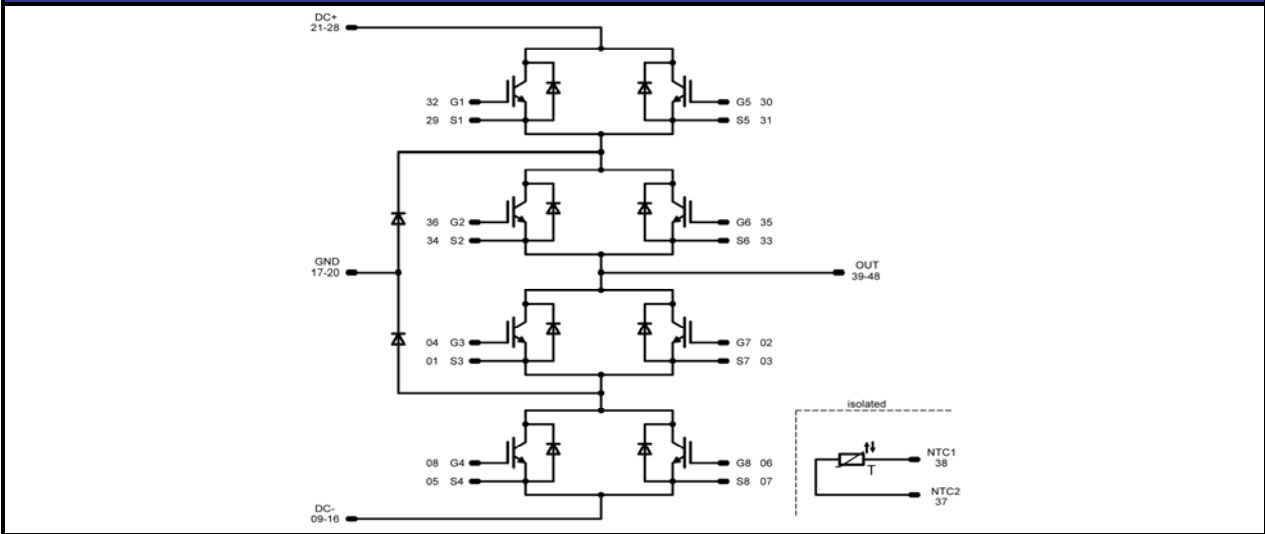 DC+
21-28
32 G1
G5 30
29 S1
S5 31
36 G2
G6 35
34 S2
S6 33
GND
17-20
OUT
39-48
04 G3
G7 02
01 S3
S7 03
isolated
08 G4
G8 06
05 S4
S8 07
T
NTC1
38
NTC2
37
DC-
09-16